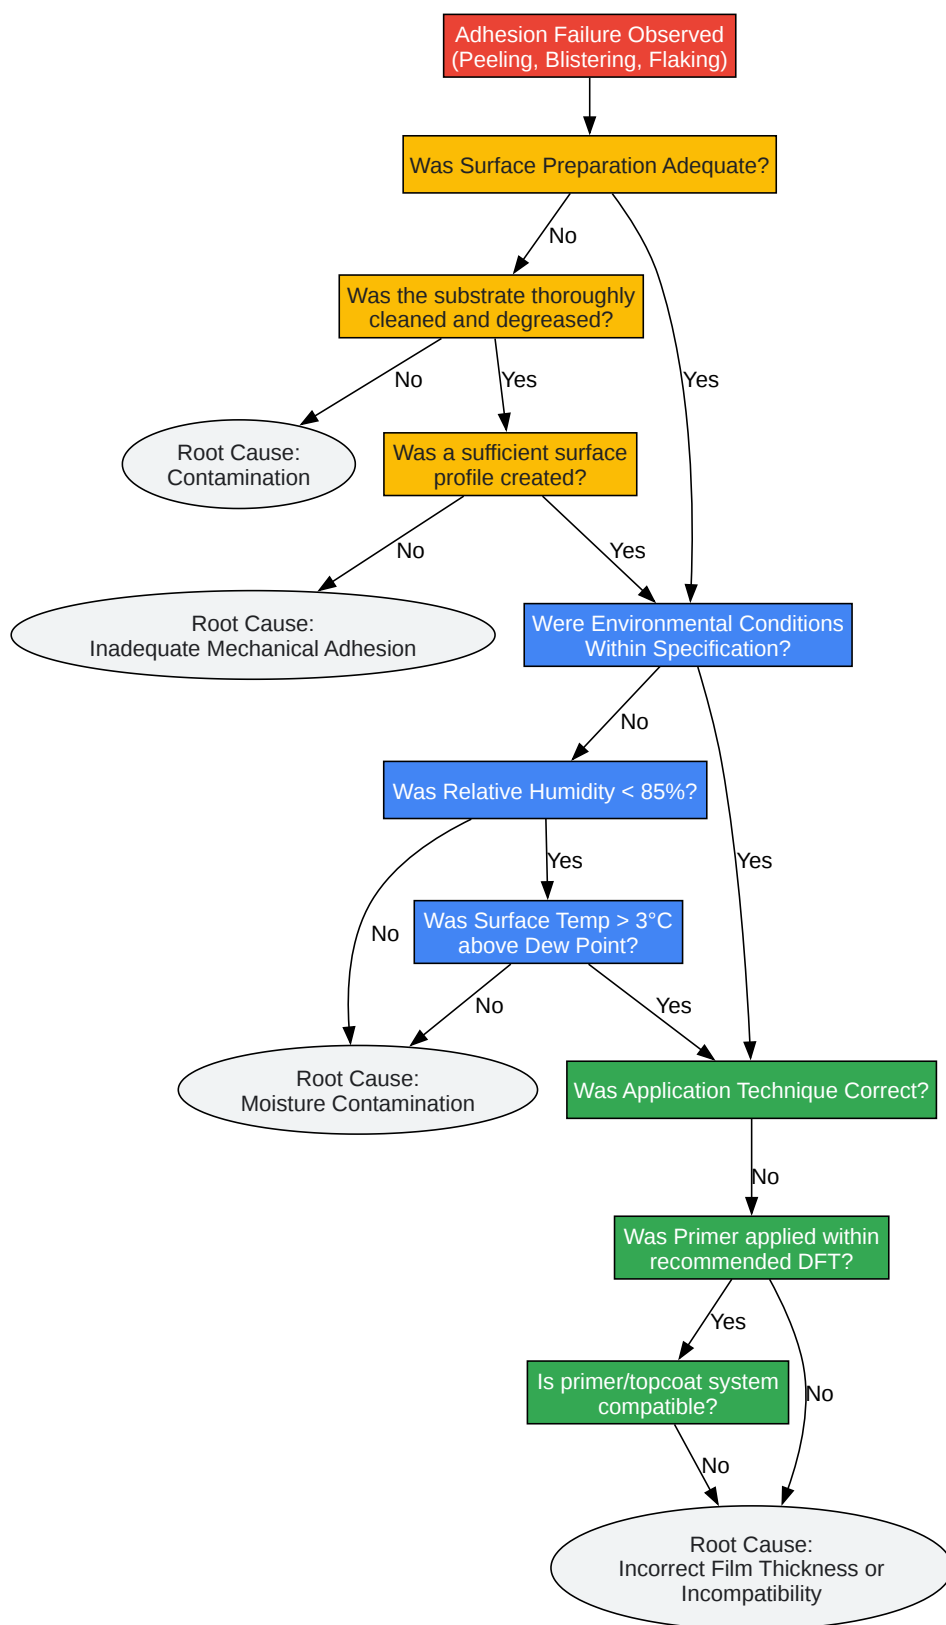 Adhesion Failure Observed
(Peeling, Blistering, Flaking)
Was Surface Preparation Adequate?
No
Was the substrate thoroughly
cleaned and degreased?
Yes
No
Yes
Root Cause:
Contamination
Was a sufficient surface
profile created?
No
Yes
Root Cause:
Inadequate Mechanical Adhesion
Were Environmental Conditions
Within Specification?
No
Was Relative Humidity < 85%?
Yes
Yes
No
Was Surface Temp > 3°C
above Dew Point?
No
Yes
Root Cause:
Moisture Contamination
Was Application Technique Correct?
No
Was Primer applied within
recommended DFT?
Yes
Is primer/topcoat system
compatible?
No
No
Root Cause:
Incorrect Film Thickness or
Incompatibility